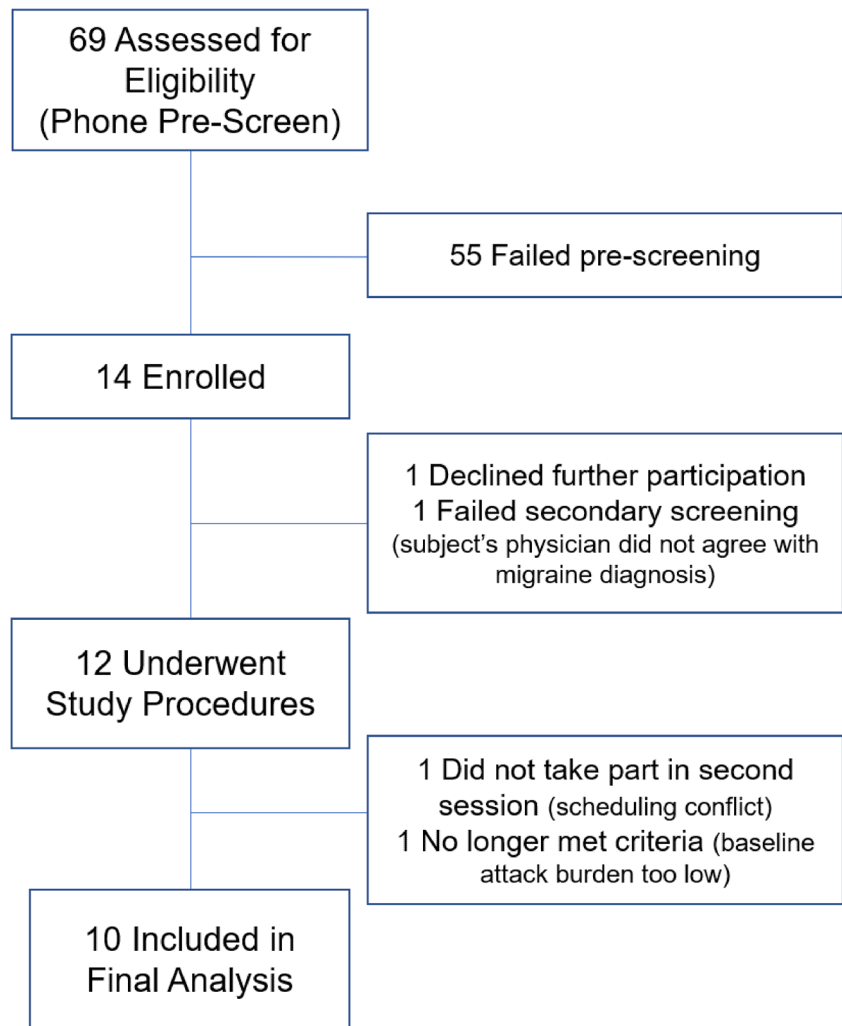 69 Assessed for
Eligibility
(Phone Pre-Screen)
55 Failed pre-screening
14 Enrolled
1 Declined further participation
1 Failed secondary screening
(subject's physician did not agree with
migraine diagnosis)
12 Underwent
Study Procedures
1 Did not take part in second
session (scheduling conflict)
1 No longer met criteria (baseline
attack burden too low)
10 Included in
Final Analysis